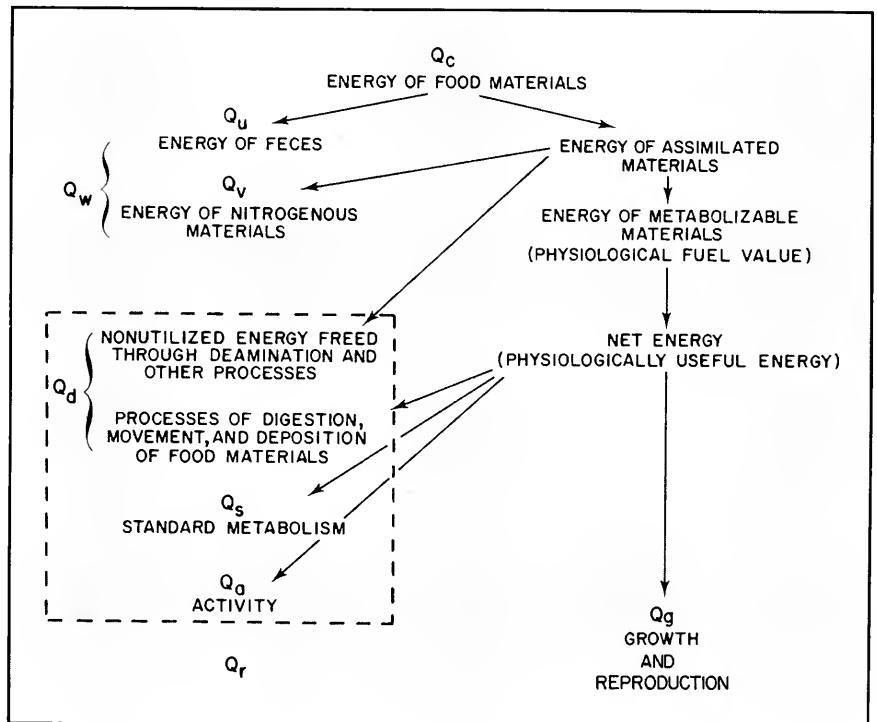 Qc
ENERGY OF FOOD MATERIALS
Qu
ENERGY OF FECES
ENERGY OF ASSIMILATED
MATERIALS
Qw
Qv
ENERGY OF NITROGENOUS
MATERIALS
ENERGY OF METABOLIZABLE
MATERIALS
(PHYSIOLOGICAL FUEL VALUE)
NONUTILIZED ENERGY FREED
THROUGH DEAMINATION AND
OTHER PROCESSES
NET ENERGY
(PHYSIOLOGICALLY USEFUL ENERGY)
Qd
PROCESSES OF DIGESTION,
MOVEMENT, AND DEPOSITION
OF FOOD MATERIALS
Qs
STANDARD METABOLISM
Qa
ACTIVITY
Qr
Qg
GROWTH
AND
REPRODUCTION